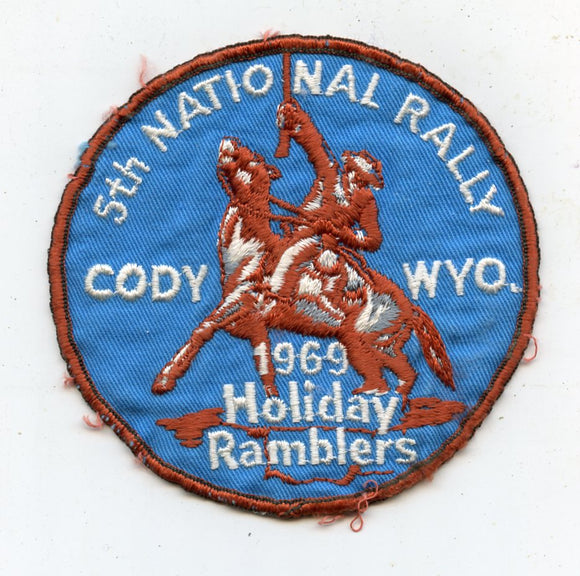 5th NATIONAL RALLY
CODY WYO.
1969
Holiday
Ramblers